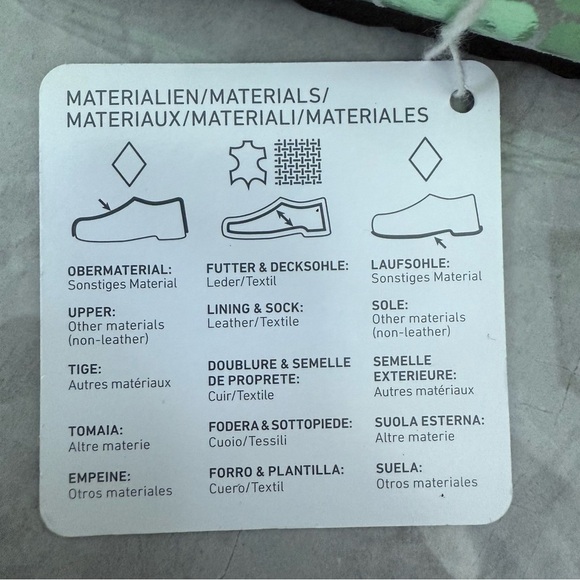 MATERIALIEN/MATERIALS/
MATERIAUX/MATERIALI/MATERIALES
OBERMATERIAL:
Sonstiges Material
UPPER:
Other materials
(non-leather)
TIGE:
Autres matériaux
TOMAIA:
Altre materie
EMPEINE:
Otros materiales
FUTTER & DECKSOHLE:
Leder/Textil
LINING & SOCK:
Leather/Textile
DOUBLURE & SEMELLE
DE PROPRETE:
Cuir/Textile
FODERA & SOTTOPIEDE:
Cuoio/Tessili
FORRO & PLANTILLA:
Cuero/Textil
LAUFSOHLE:
Sonstiges Material
SOLE:
Other materials
(non-leather)
SEMELLE
EXTERIEURE:
Autres matériaux
SUOLA ESTERNA:
Altre materie
SUELA:
Otros materiales